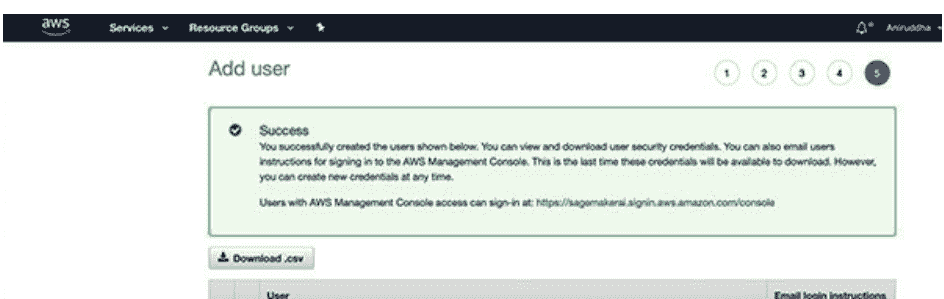 aws Services Resource Groups Aniruddha
Add user 1 2 3 4 5
Success
You successfully created the users shown below. You can view and download user security credentials. You can also email users
instructions for signing in to the AWS Management Console. This is the last time these credentials will be available to download. However,
you can create new credentials at any time.
Users with AWS Management Console access can sign-in at: https://sagemakerai.signin.aws.amazon.com/console
Download .csv
User Email login instructions